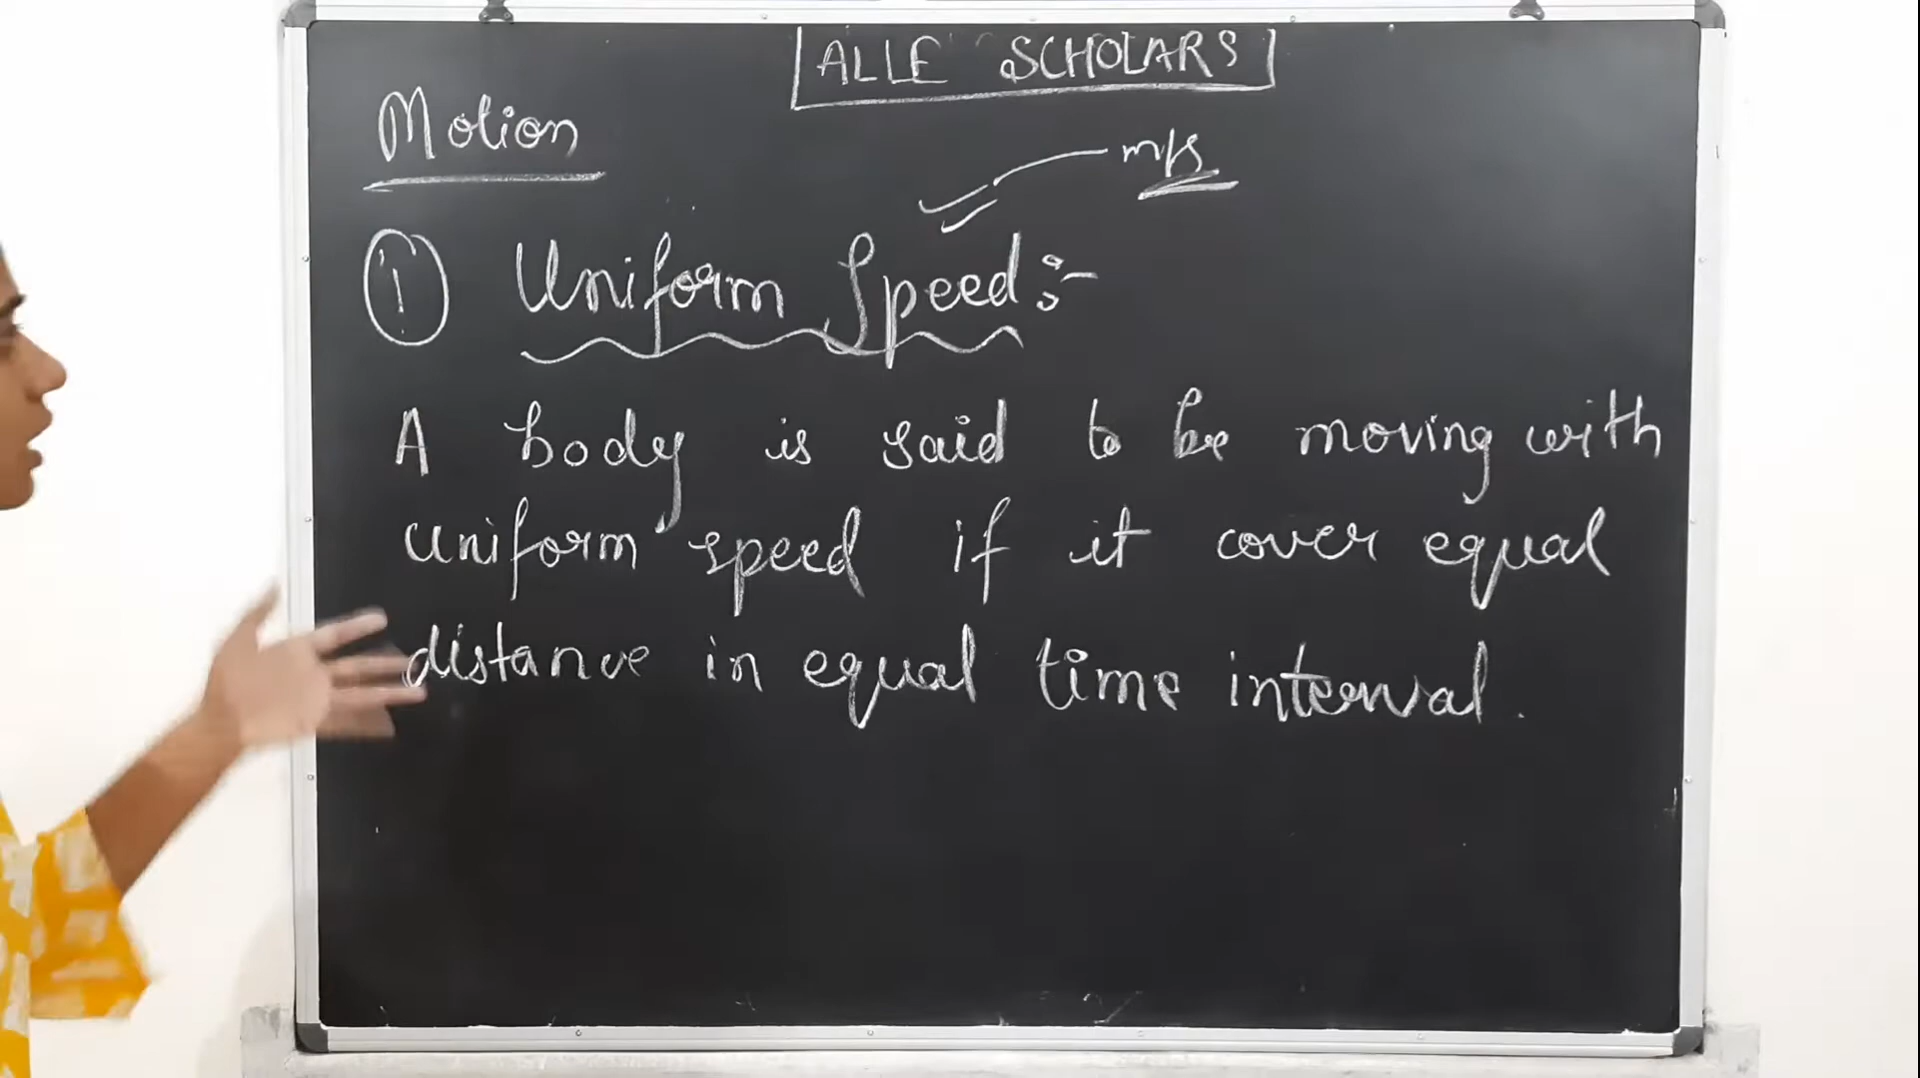 ALLE SCHOLARS
Motion
m/s
① Uniform Speed :-
A body is said to be moving with
uniform speed if it cover equal
distance in equal time interval.